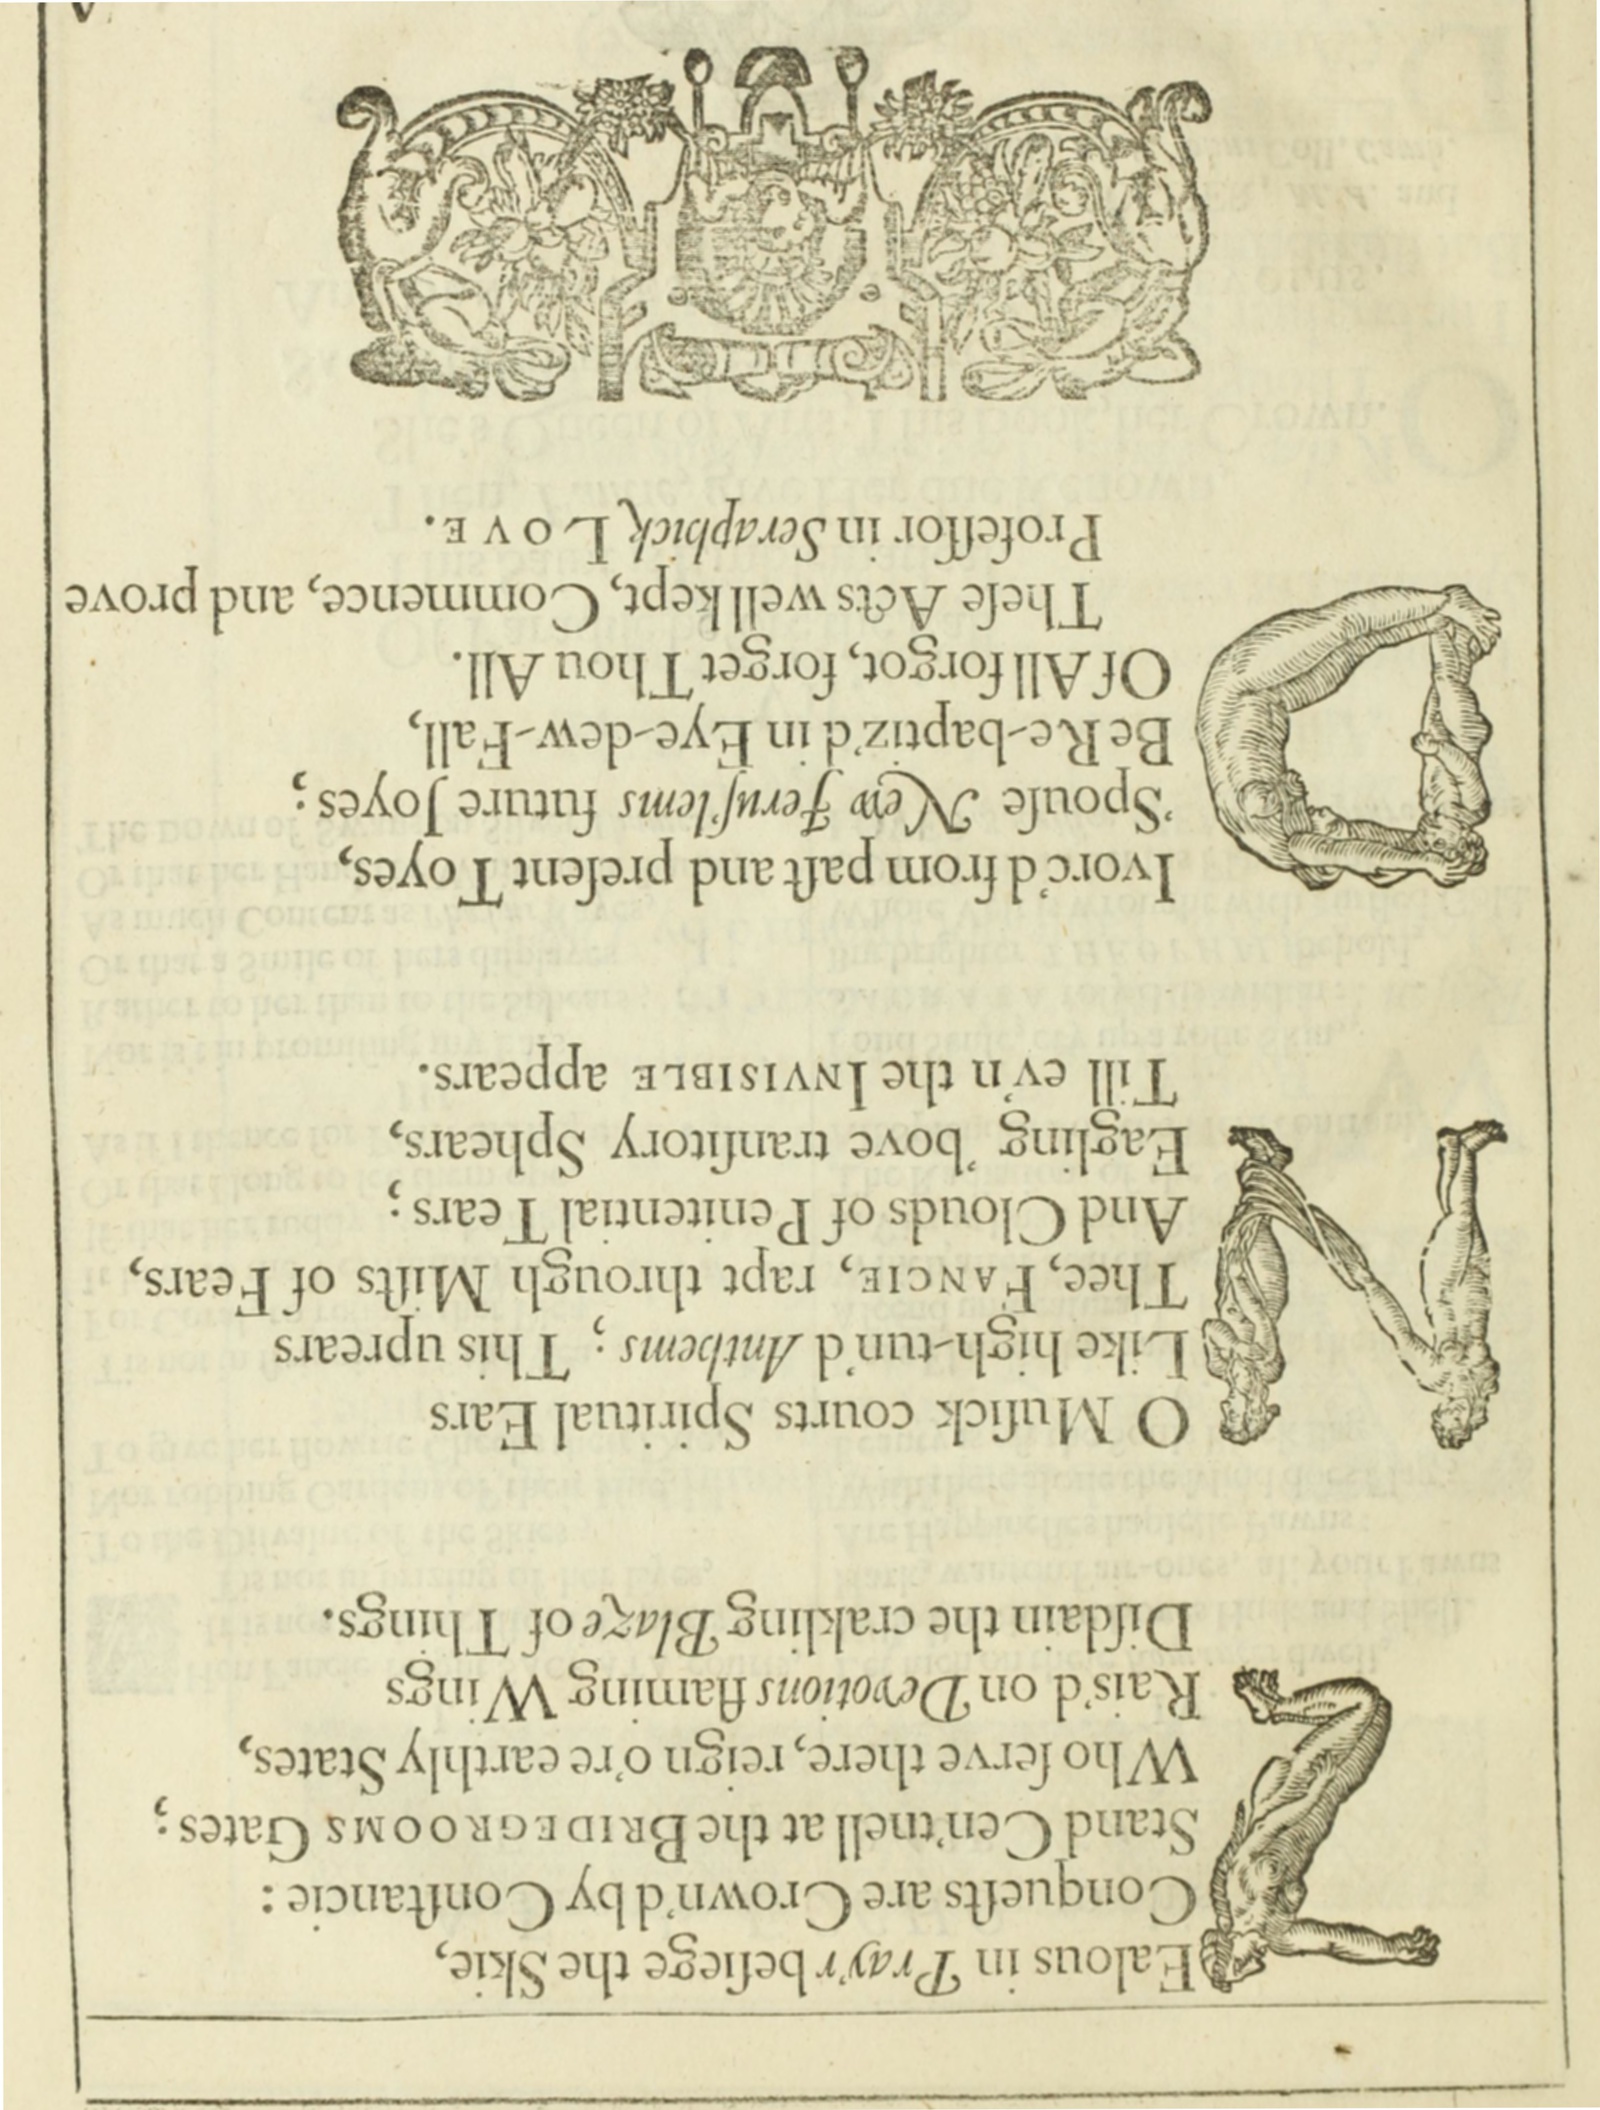 ZEalous in Pray'r besiege the Skie,
Conquests are Crown'd by Constancie:
Stand Cen'tnell at the BRIDEGROOMS Gates;
Who serve there, reign o're earthly States,
Rais'd on Devotions flaming Wings
Disdain the crakling Blaze of Things.
NO Musick courts Spiritual Ears
Like high-tun'd Anthems; This uprears
Thee, FANCIE, rapt through Mists of Fears,
And Clouds of Penitential Tears;
Eagling 'bove transitory Sphears,
Till ev'n the INVISIBLE appears.
DIvorc'd from past and present Toyes,
'Spouse New Jerus'lems future Joyes;
Be Re-baptiz'd in Eye-dew-Fall,
Of All forgot, forget Thou All.
These Acts well kept, Commence, and prove
Professor in Seraphick LOVE.